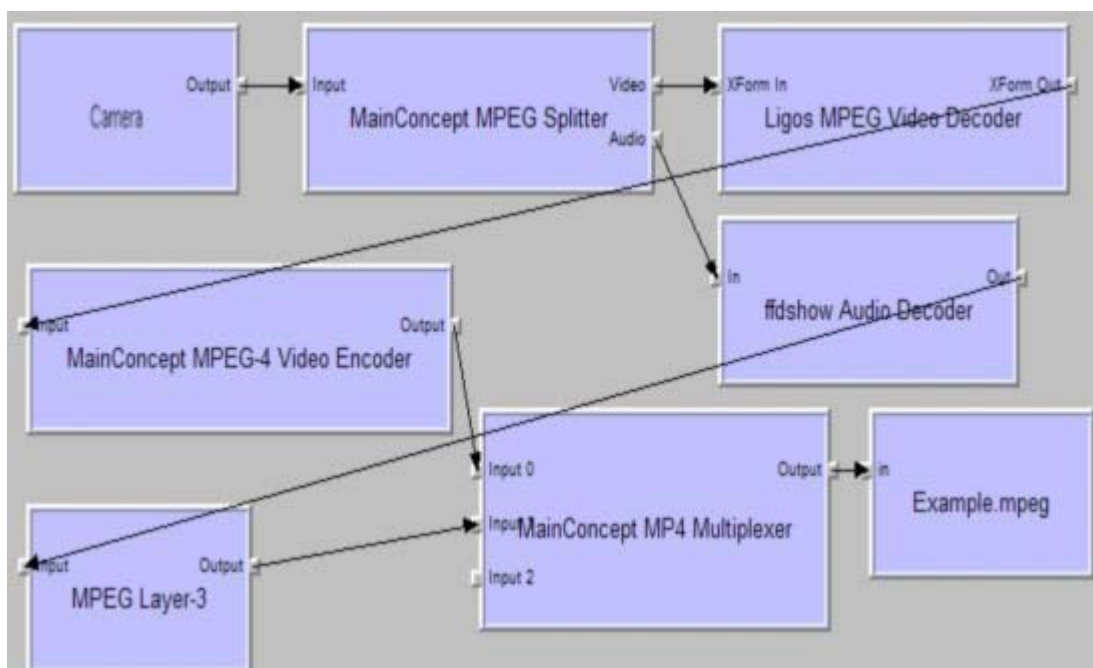 Output
Camera
Input
Video
MainConcept MPEG Splitter
Audio
XForm In
XForm Out
Ligos MPEG Video Decoder
In
Out
ffdshow Audio Decoder
Input
Output
MainConcept MPEG-4 Video Encoder
Input 0
Output
Input 1
MainConcept MP4 Multiplexer
Input 2
in
Example.mpeg
Input
Output
MPEG Layer-3